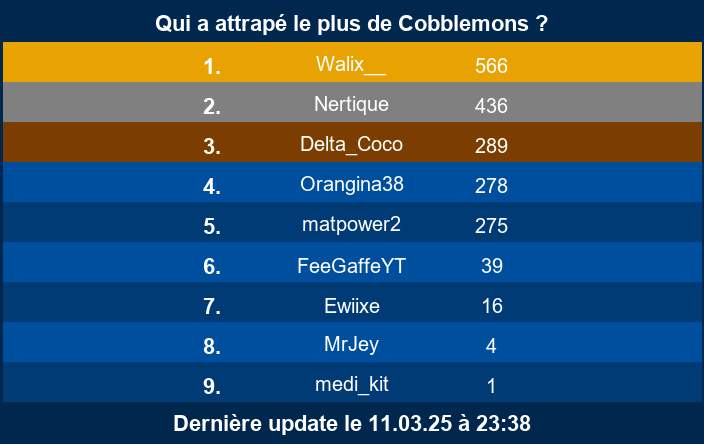 Qui a attrapé le plus de Cobblemons ?
1. Walix__ 566
2. Nertique 436
3. Delta_Coco 289
4. Orangina38 278
5. matpower2 275
6. FeeGaffeYT 39
7. Ewiixe 16
8. MrJey 4
9. medi_kit 1
Dernière update le 11.03.25 à 23:38